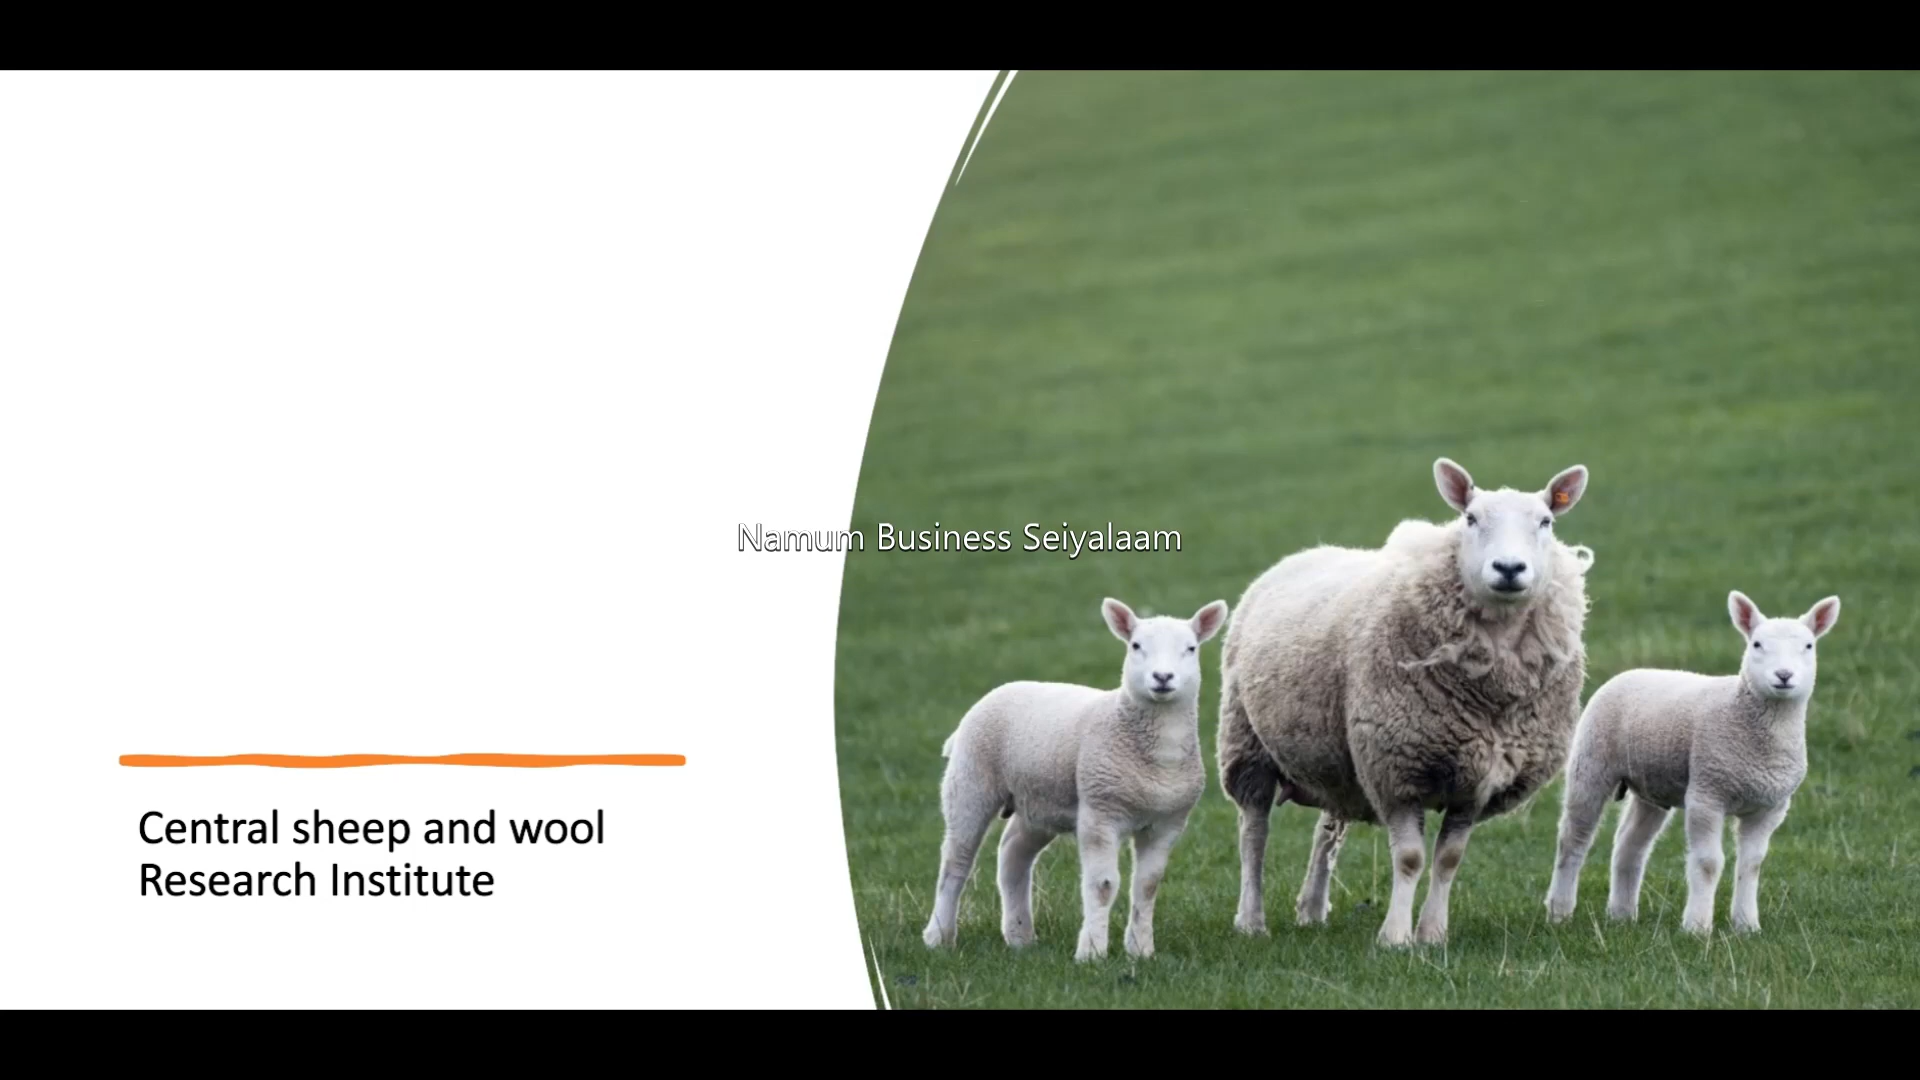 Namum Business Seiyalaam
Central sheep and wool
Research Institute